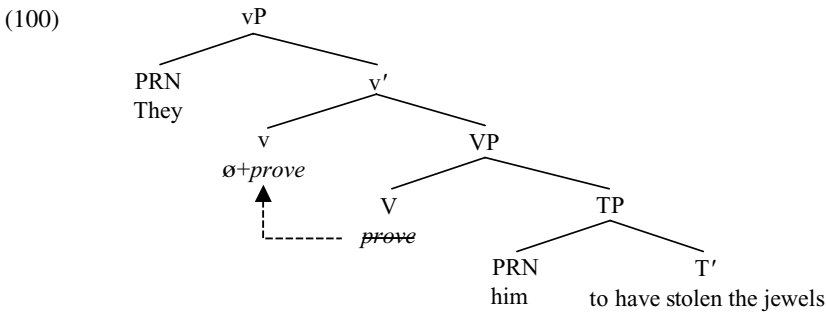 (100) vP
PRN v′
They
v VP
ø+prove
V TP
prove
PRN T′
him to have stolen the jewels